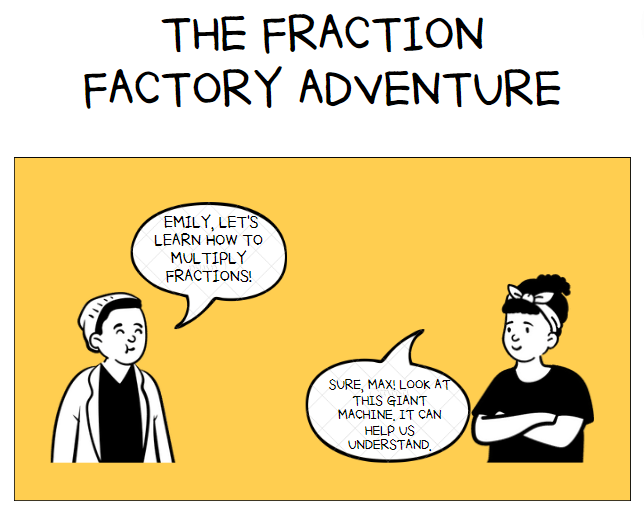 THE FRACTION
FACTORY ADVENTURE
EMILY, LET'S
LEARN HOW TO
MULTIPLY
FRACTIONS!
SURE, MAX! LOOK AT
THIS GIANT
MACHINE. IT CAN
HELP US
UNDERSTAND.